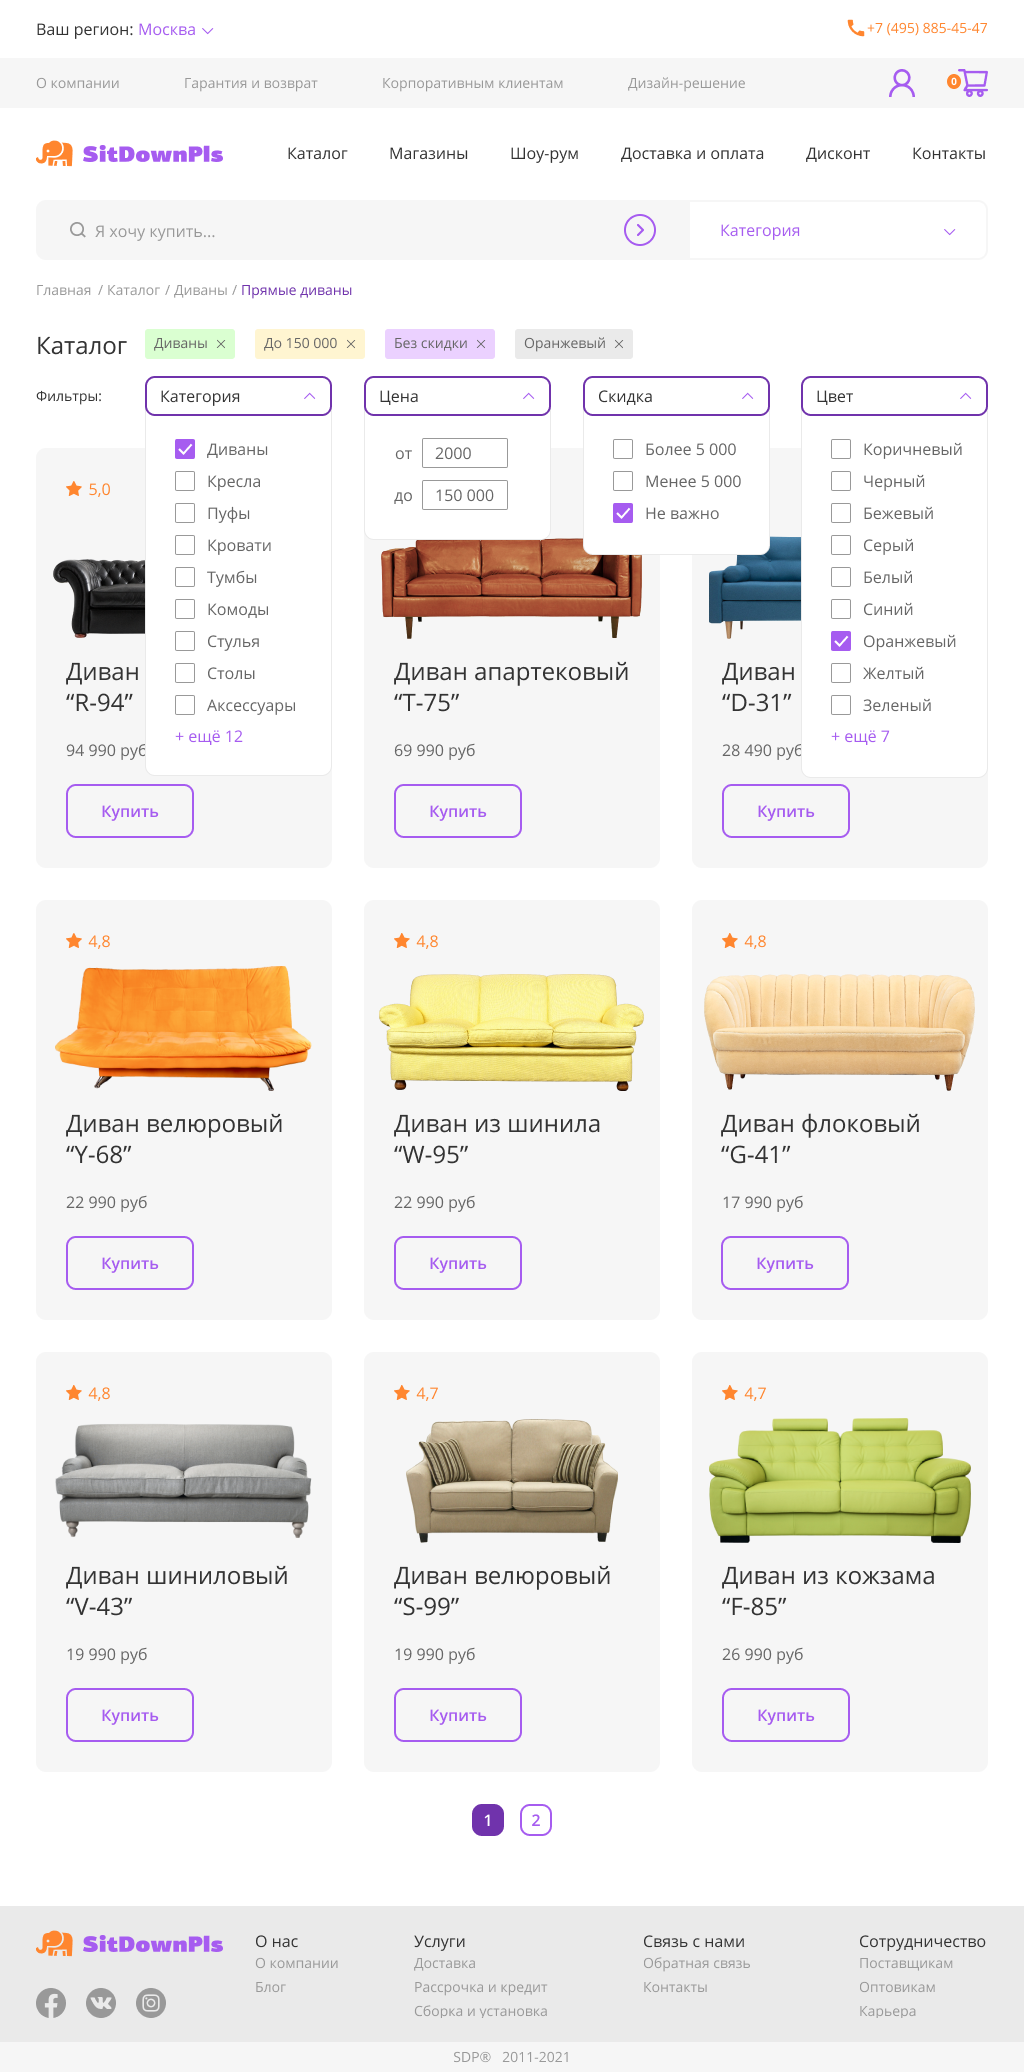 Ваш регион: Москва
+7 (495) 885-45-47
О компании
Гарантия и возврат
Корпоративным клиентам
Дизайн-решение
0
SitDownPls
Каталог
Магазины
Шоу-рум
Доставка и оплата
Дисконт
Контакты
Я хочу купить...
Категория
Главная / Каталог / Диваны / Прямые диваны
Каталог
Диваны
До 150 000
Без скидки
Оранжевый
Фильтры:
Категория
Диваны
Кресла
Пуфы
Кровати
Тумбы
Комоды
Стулья
Столы
Аксессуары
+ ещё 12
Цена
от 2000
до 150 000
Скидка
Более 5 000
Менее 5 000
Не важно
Цвет
Коричневый
Черный
Бежевый
Серый
Белый
Синий
Оранжевый
Желтый
Зеленый
+ ещё 7
5,0
Диван
“R-94”
94 990 руб
Купить
Диван апартековый
“T-75”
69 990 руб
Купить
Диван
“D-31”
28 490 руб
Купить
4,8
Диван велюровый
“Y-68”
22 990 руб
Купить
4,8
Диван из шинила
“W-95”
22 990 руб
Купить
4,8
Диван флоковый
“G-41”
17 990 руб
Купить
4,8
Диван шиниловый
“V-43”
19 990 руб
Купить
4,7
Диван велюровый
“S-99”
19 990 руб
Купить
4,7
Диван из кожзама
“F-85”
26 990 руб
Купить
1
2
SitDownPls
О нас
О компании
Блог
Услуги
Доставка
Рассрочка и кредит
Сборка и установка
Связь с нами
Обратная связь
Контакты
Сотрудничество
Поставщикам
Оптовикам
Карьера
SDP® 2011-2021